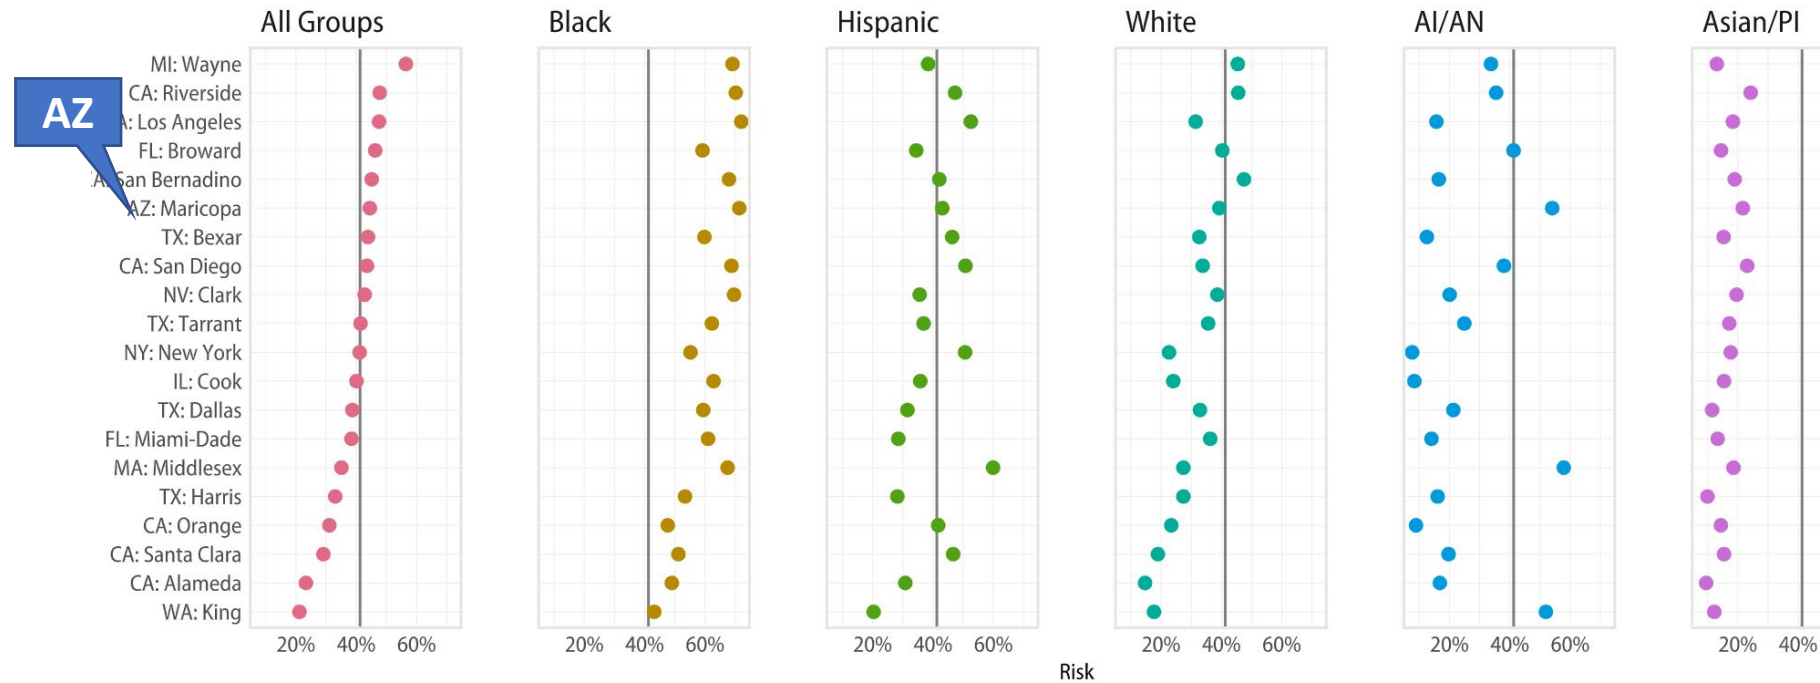 All Groups Black Hispanic White AI/AN Asian/PI
MI: Wayne
CA: Riverside
AZ
A: Los Angeles
FL: Broward
A: San Bernadino
AZ: Maricopa
TX: Bexar
CA: San Diego
NV: Clark
TX: Tarrant
NY: New York
IL: Cook
TX: Dallas
FL: Miami-Dade
MA: Middlesex
TX: Harris
CA: Orange
CA: Santa Clara
CA: Alameda
WA: King
20% 40% 60% 20% 40% 60% 20% 40% 60% 20% 40% 60% 20% 40% 60% 20% 40%
Risk